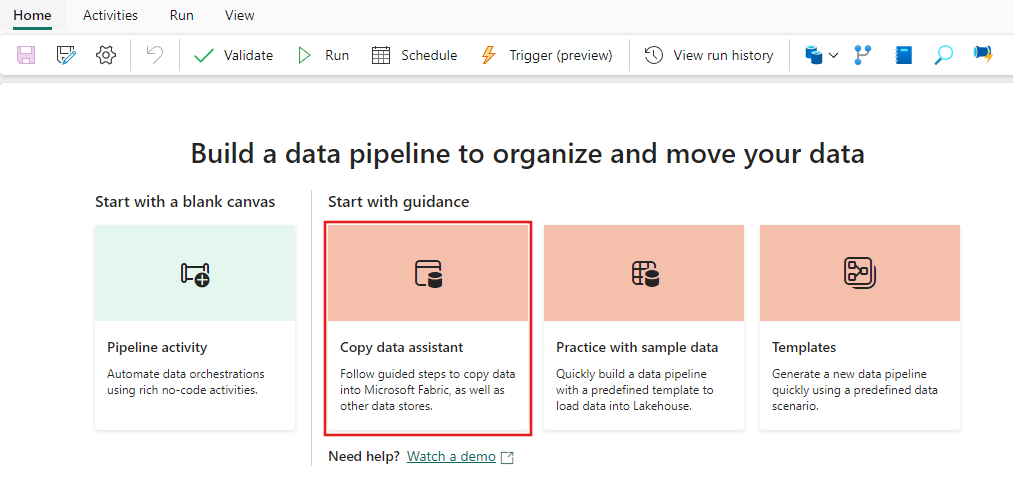 Home Activities Run View
Validate Run Schedule Trigger (preview) View run history
Build a data pipeline to organize and move your data
Start with a blank canvas
Pipeline activity
Automate data orchestrations
using rich no-code activities.
Start with guidance
Copy data assistant
Follow guided steps to copy data
into Microsoft Fabric, as well as
other data stores.
Practice with sample data
Quickly build a data pipeline
with a predefined template to
load data into Lakehouse.
Templates
Generate a new data pipeline
quickly using a predefined data
scenario.
Need help? Watch a demo